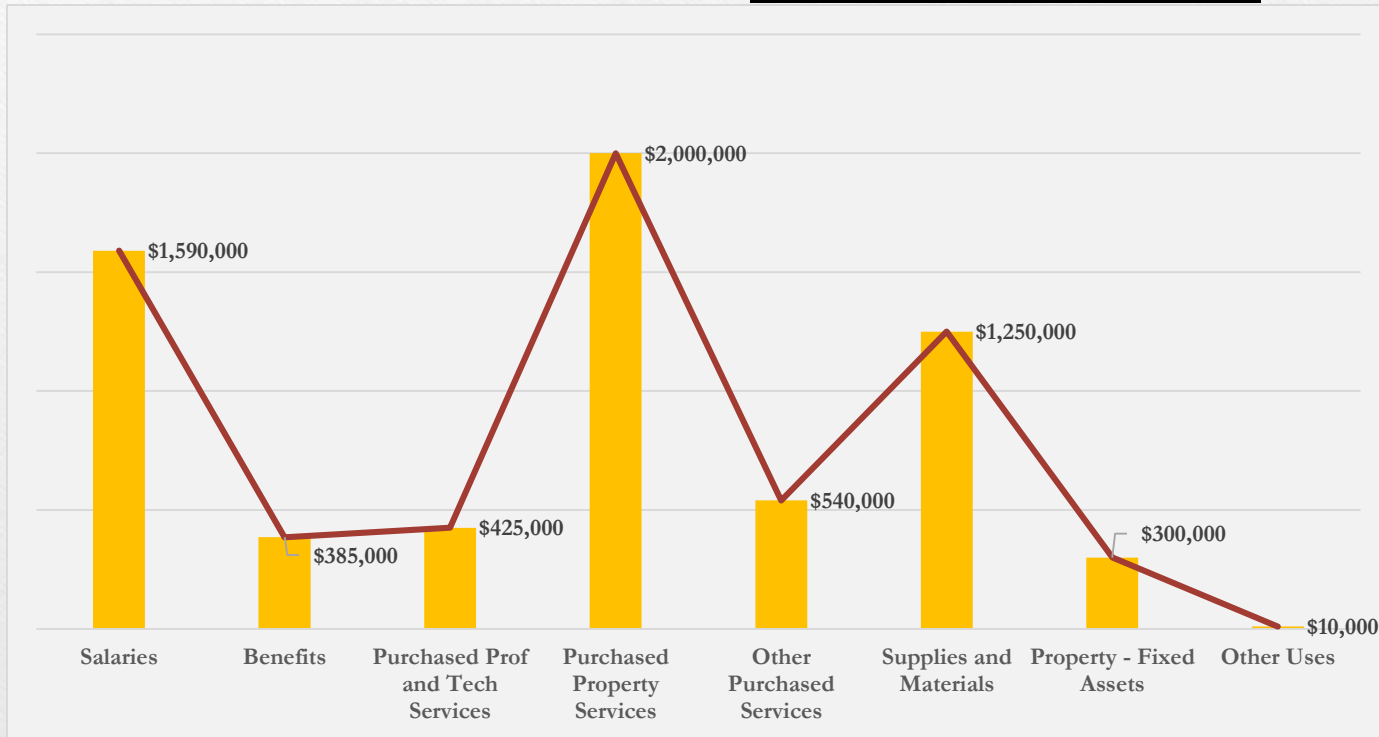 $2,000,000
$1,590,000
$1,250,000
$540,000
$425,000
$300,000
$385,000
$10,000
Salaries
Benefits
Purchased Prof
and Tech
Services
Purchased
Property
Services
Other
Purchased
Services
Supplies and
Materials
Property - Fixed
Assets
Other Uses